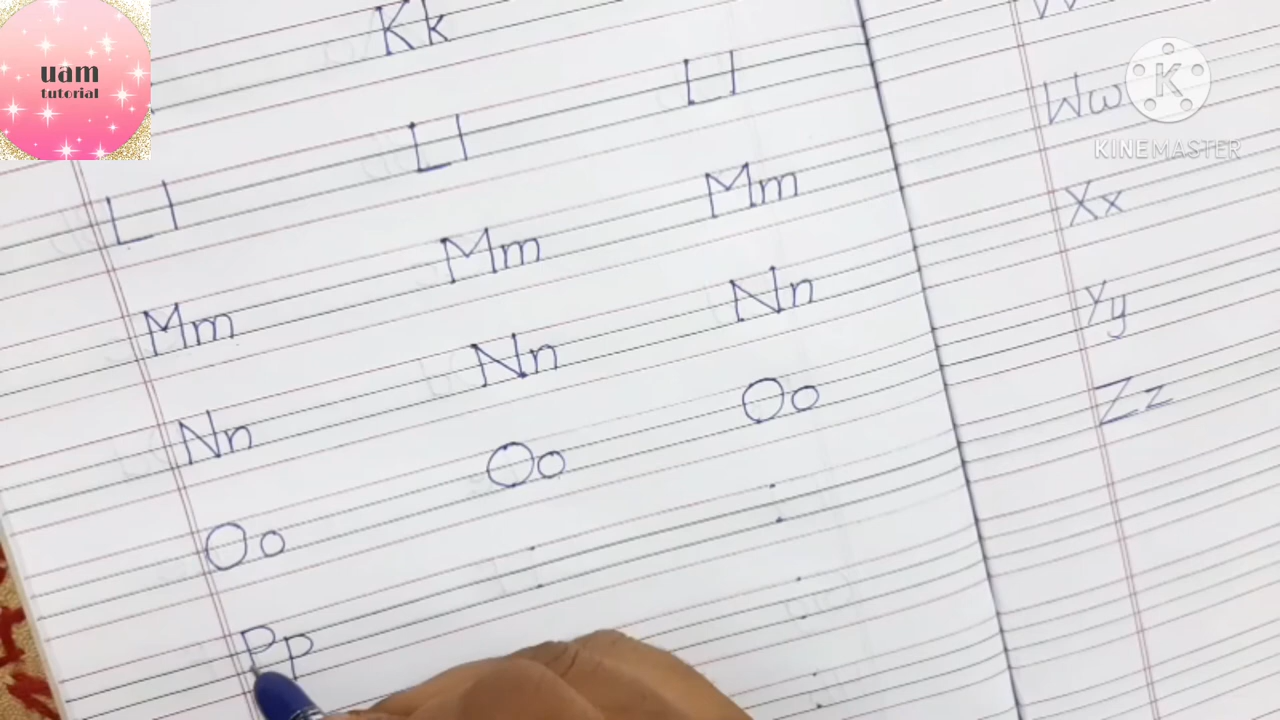 uam
tutorial
KINEMASTER
Kk
Ll Ll Ll
Mm Mm Mm
Nn Nn Nn
Oo Oo Oo
Pp
Ww
Xx
Yy
Zz